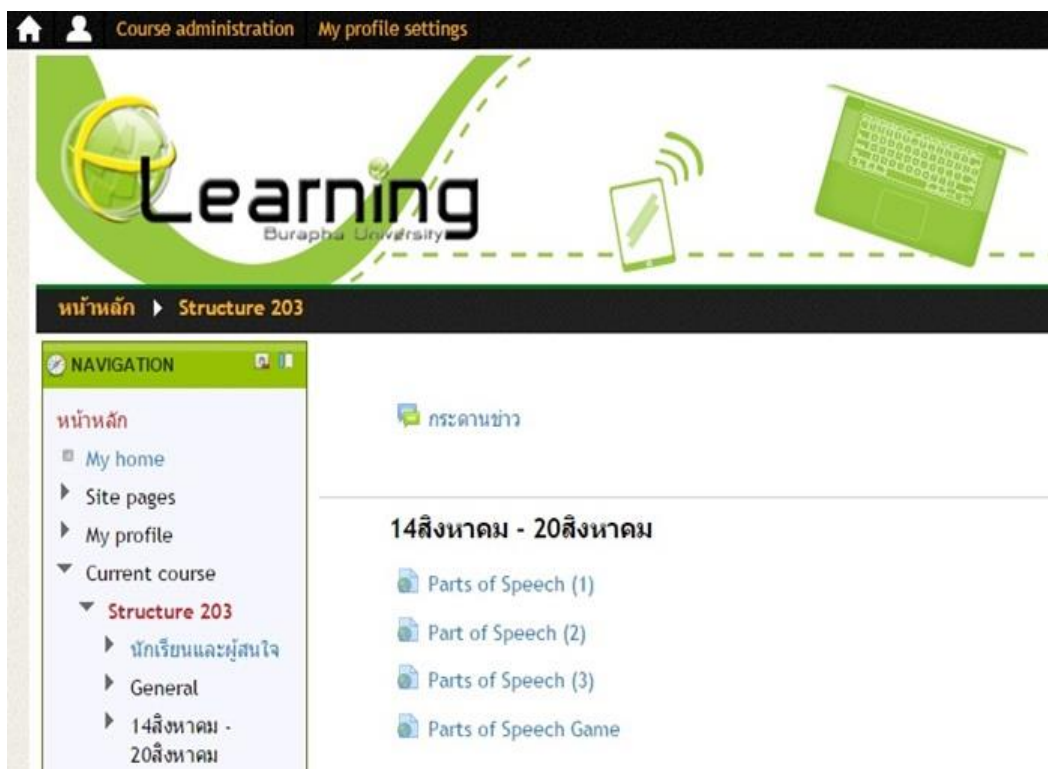 Course administration My profile settings
eLearning
Burapha University
หน้าหลัก Structure 203
NAVIGATION
หน้าหลัก
My home
Site pages
My profile
Current course
Structure 203
นักเรียนและผู้สนใจ
General
14สิงหาคม -
20สิงหาคม
กระดานข่าว
14สิงหาคม - 20สิงหาคม
Parts of Speech (1)
Part of Speech (2)
Parts of Speech (3)
Parts of Speech Game